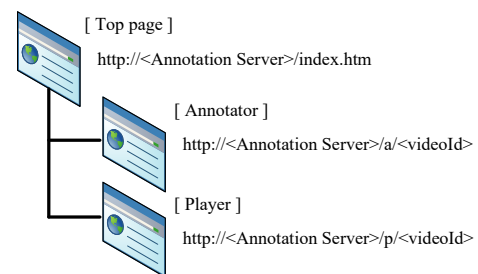 [ Top page ]
http://<Annotation Server>/index.htm
[ Annotator ]
http://<Annotation Server>/a/<videoId>
[ Player ]
http://<Annotation Server>/p/<videoId>